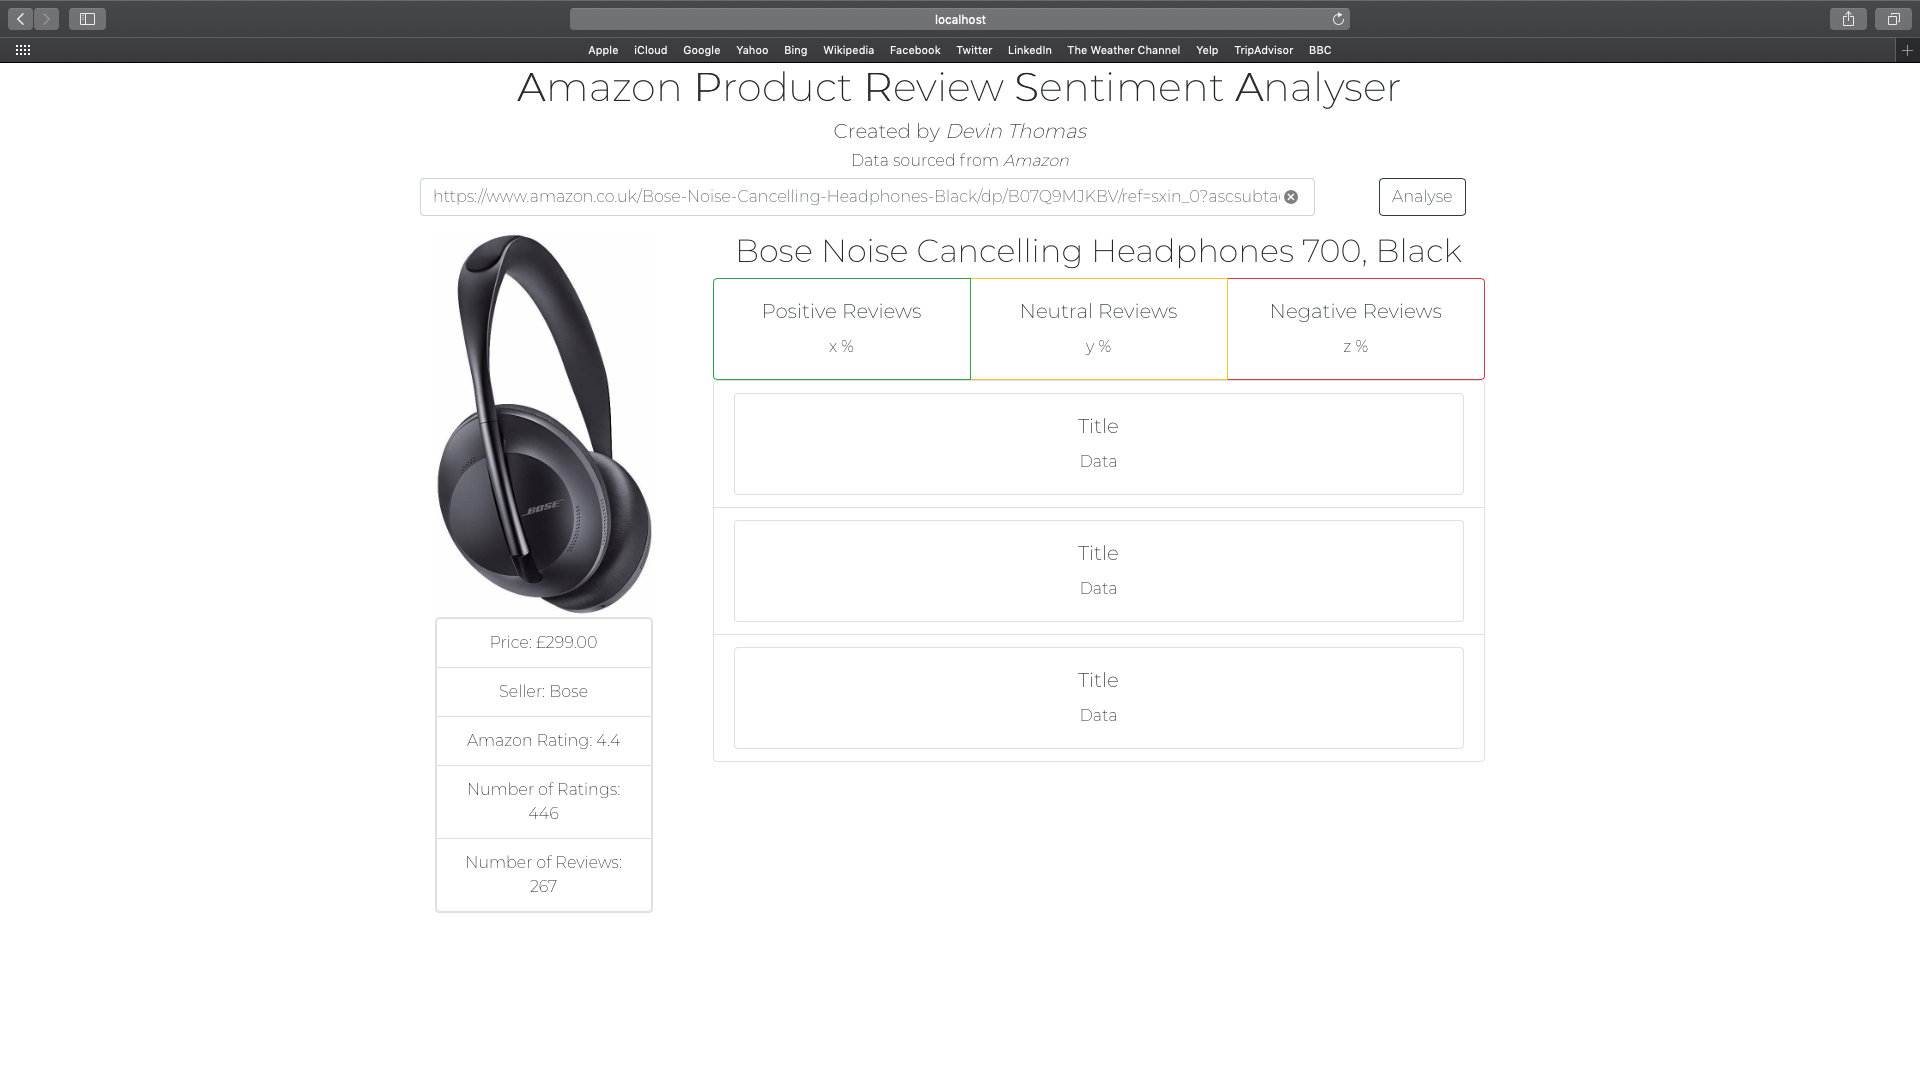 localhost
Apple iCloud Google Yahoo Bing Wikipedia Facebook Twitter LinkedIn The Weather Channel Yelp TripAdvisor BBC
Amazon Product Review Sentiment Analyser
Created by Devin Thomas
Data sourced from Amazon
https://www.amazon.co.uk/Bose-Noise-Cancelling-Headphones-Black/dp/B07Q9MJKBV/ref=sxin_0?ascsubta
Analyse
BOSE
Price: £299.00
Seller: Bose
Amazon Rating: 4.4
Number of Ratings:
446
Number of Reviews:
267
Bose Noise Cancelling Headphones 700, Black
Positive Reviews
x %
Neutral Reviews
y %
Negative Reviews
z %
Title
Data
Title
Data
Title
Data